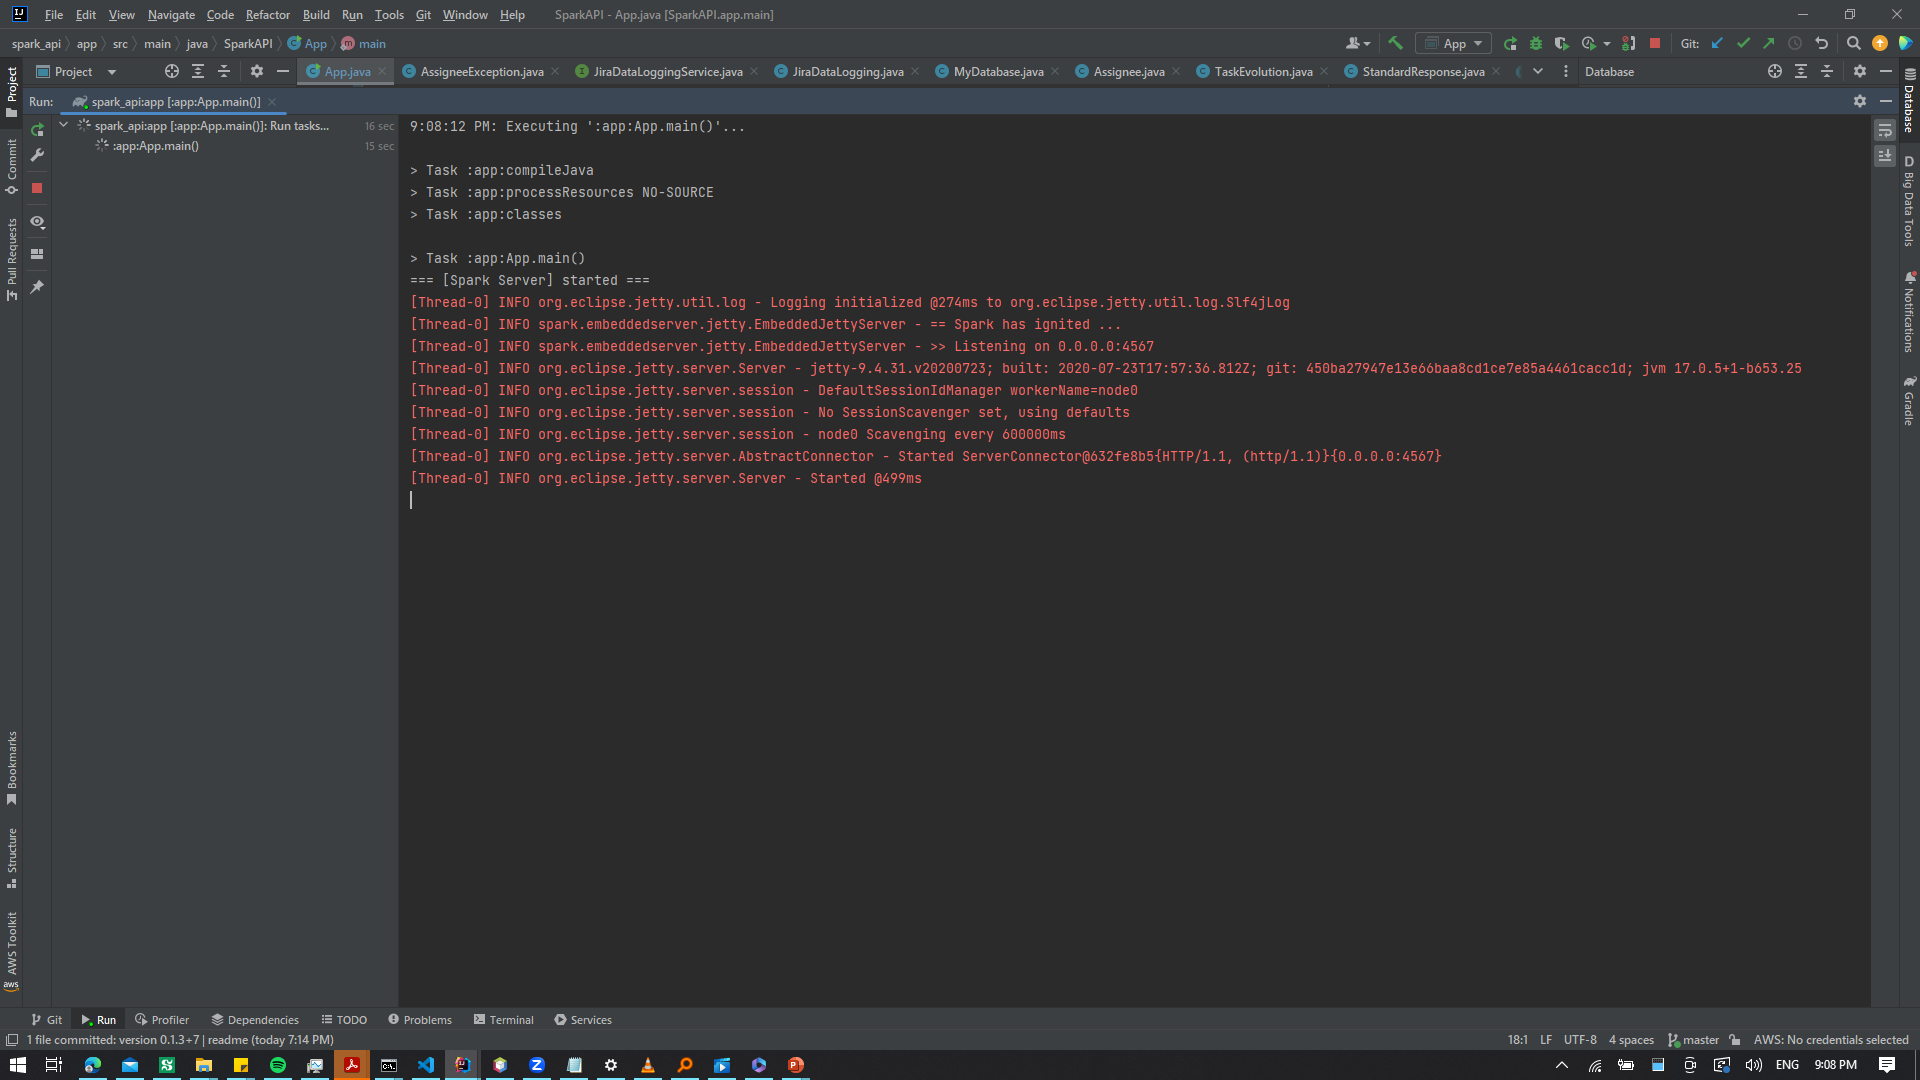 File Edit View Navigate Code Refactor Build Run Tools Git Window Help SparkAPI - App.java [SparkAPI.app.main]
spark_api app src main java SparkAPI App main App Git:
Project App.java AssigneeException.java JiraDataLoggingService.java JiraDataLogging.java MyDatabase.java Assignee.java TaskEvolution.java StandardResponse.java Database
Run: spark_api:app [:app:App.main()]
spark_api:app [:app:App.main()]: Run tasks... 16 sec
:app:App.main() 15 sec
9:08:12 PM: Executing ':app:App.main()'...
> Task :app:compileJava
> Task :app:processResources NO-SOURCE
> Task :app:classes
> Task :app:App.main()
=== [Spark Server] started ===
[Thread-0] INFO org.eclipse.jetty.util.log - Logging initialized @274ms to org.eclipse.jetty.util.log.Slf4jLog
[Thread-0] INFO spark.embeddedserver.jetty.EmbeddedJettyServer - == Spark has ignited ...
[Thread-0] INFO spark.embeddedserver.jetty.EmbeddedJettyServer - >> Listening on 0.0.0.0:4567
[Thread-0] INFO org.eclipse.jetty.server.Server - jetty-9.4.31.v20200723; built: 2020-07-23T17:57:36.812Z; git: 450ba27947e13e66baa8cd1ce7e85a4461cacc1d; jvm 17.0.5+1-b653.25
[Thread-0] INFO org.eclipse.jetty.server.session - DefaultSessionIdManager workerName=node0
[Thread-0] INFO org.eclipse.jetty.server.session - No SessionScavenger set, using defaults
[Thread-0] INFO org.eclipse.jetty.server.session - node0 Scavenging every 600000ms
[Thread-0] INFO org.eclipse.jetty.server.AbstractConnector - Started ServerConnector@632fe8b5{HTTP/1.1, (http/1.1)}{0.0.0.0:4567}
[Thread-0] INFO org.eclipse.jetty.server.Server - Started @499ms
Project
Commit
Pull Requests
Bookmarks
Structure
AWS Toolkit
aws
Database
D Big Data Tools
Notifications
Gradle
Git Run Profiler Dependencies TODO Problems Terminal Services
1 file committed: version 0.1.3+7 | readme (today 7:14 PM) 18:1 LF UTF-8 4 spaces master AWS: No credentials selected
ENG 9:08 PM